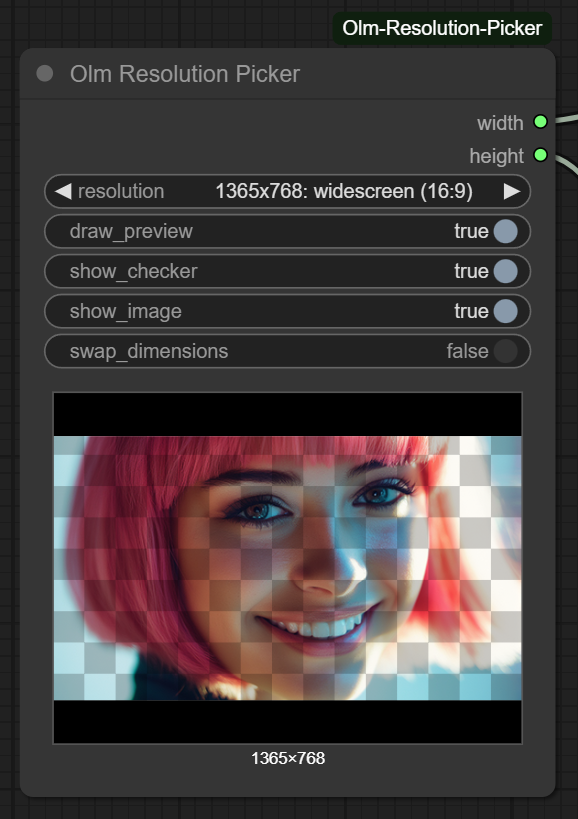 Olm-Resolution-Picker
Olm Resolution Picker
width
height
resolution 1365x768: widescreen (16:9)
draw_preview true
show_checker true
show_image true
swap_dimensions false
1365×768